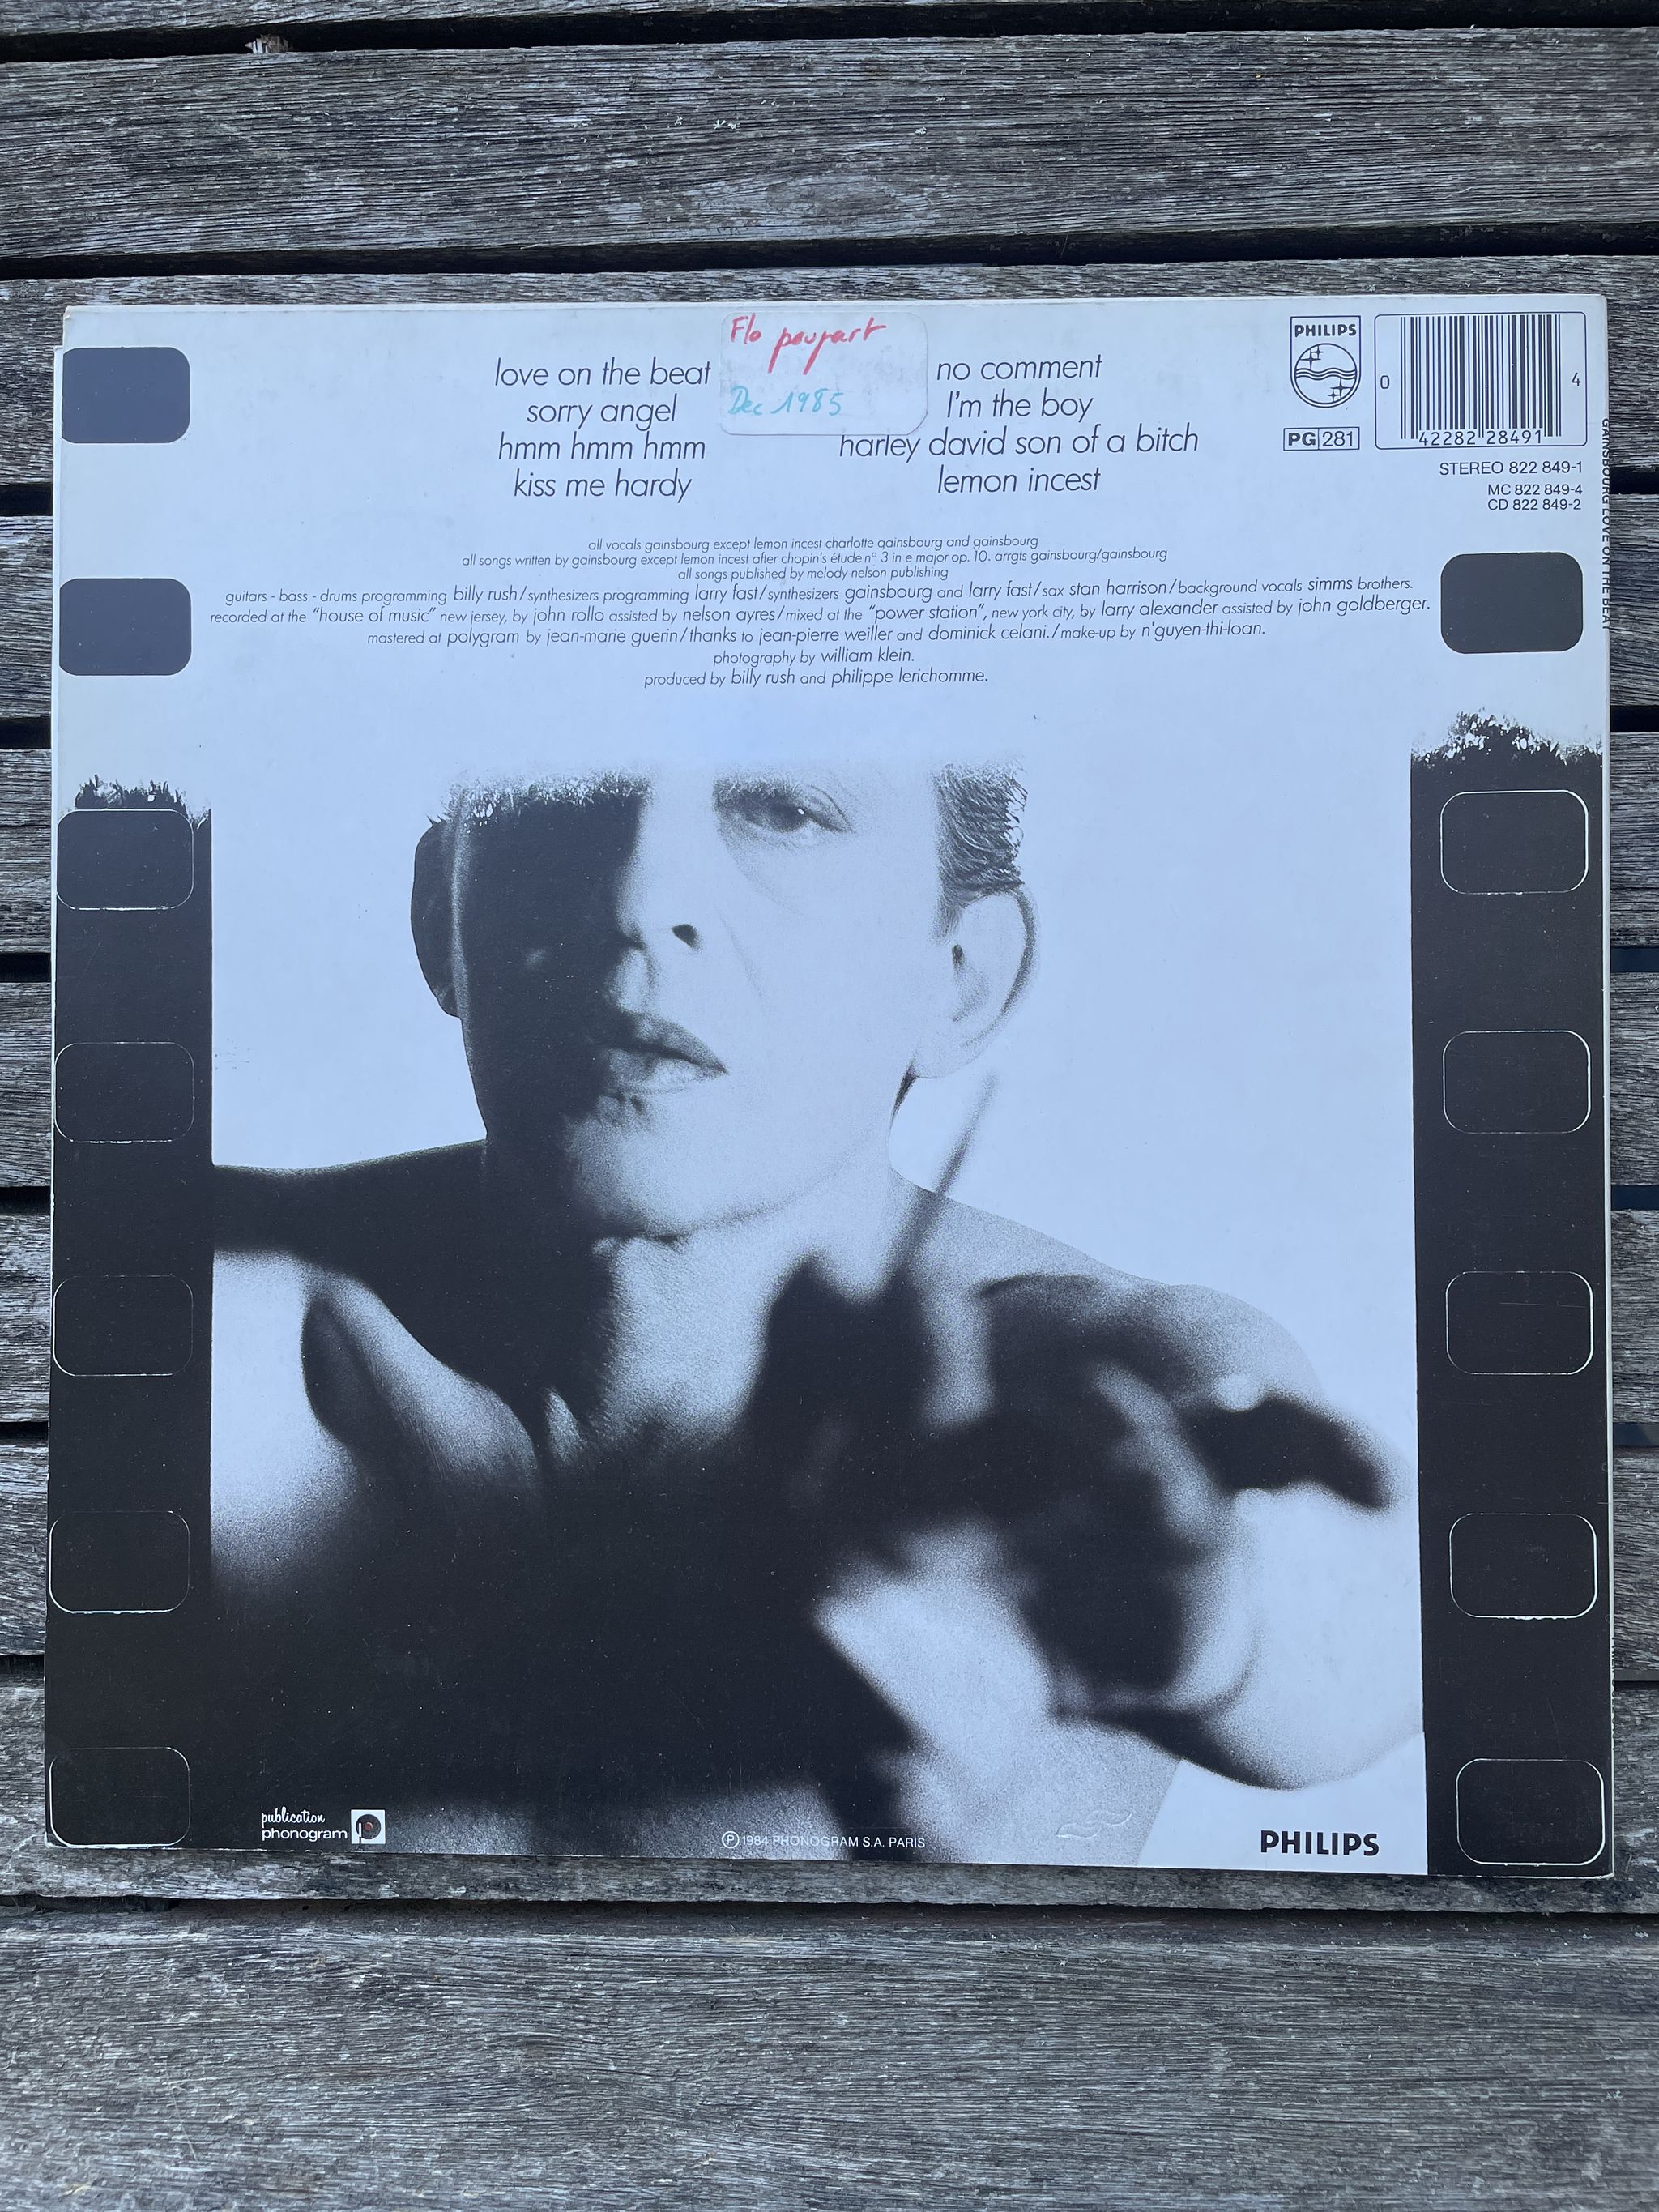 Flo poupart
Dec 1985
love on the beat
sorry angel
hmm hmm hmm
kiss me hardy
no comment
I'm the boy
harley david son of a bitch
lemon incest
PHILIPS
PG 281
0 42282 28491 4
STEREO 822 849-1
MC 822 849-4
CD 822 849-2
GAINSBOURG LOVE ON THE BEAT
all vocals gainsbourg except lemon incest charlotte gainsbourg and gainsbourg
all songs written by gainsbourg except lemon incest after chopin's étude n° 3 in e major op. 10. arrgts gainsbourg/gainsbourg
all songs published by melody nelson publishing
guitars - bass - drums programming billy rush/synthesizers programming larry fast/synthesizers gainsbourg and larry fast/sax stan harrison/background vocals simms brothers.
recorded at the "house of music" new jersey, by john rollo assisted by nelson ayres/mixed at the "power station", new york city, by larry alexander assisted by john goldberger.
mastered at polygram by jean-marie guerin/thanks to jean-pierre weiller and dominick celani./make-up by n'guyen-thi-loan.
photography by william klein.
produced by billy rush and philippe lerichomme.
publication
phonogram
℗ 1984 PHONOGRAM S.A. PARIS
PHILIPS